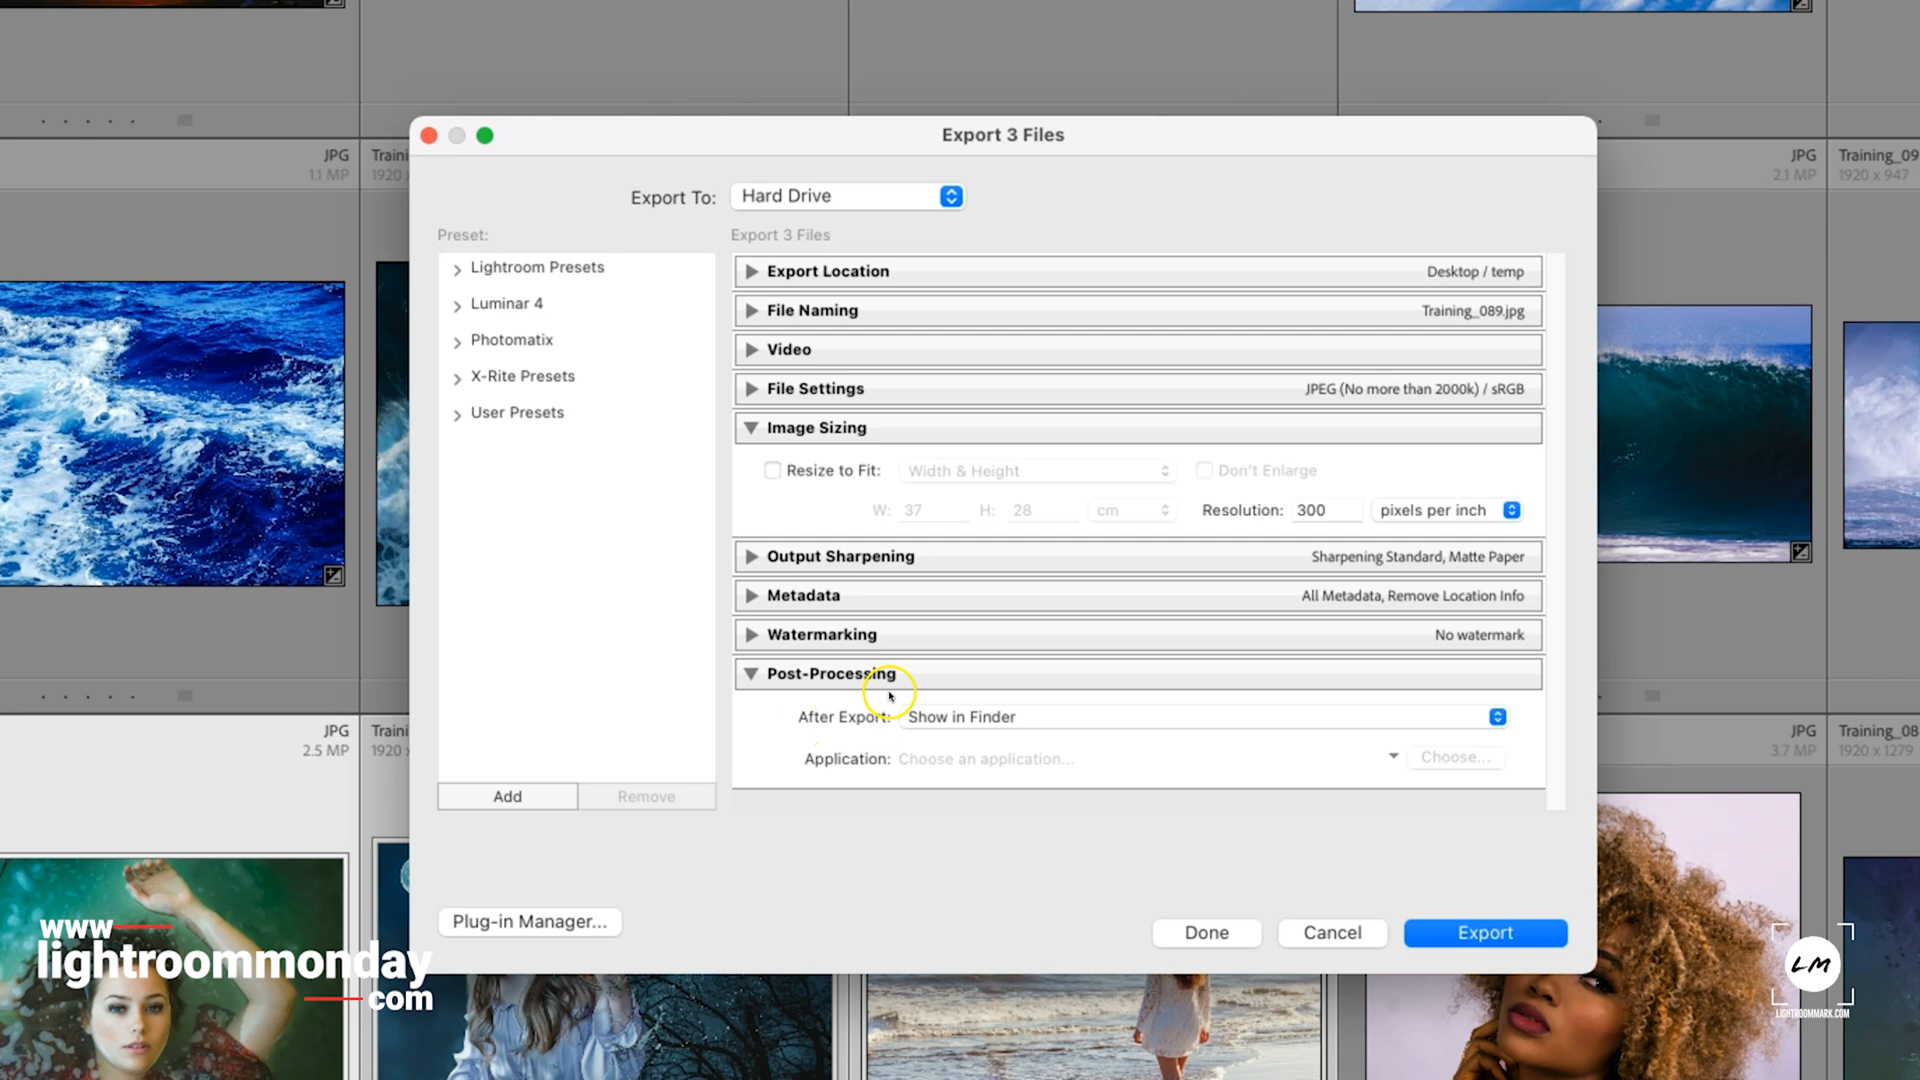 Export 3 Files
JPG
1.1 MP
Traini
1920
JPG
2.1 MP
Training_09
1920 x 947
Export To: Hard Drive
Preset:
Export 3 Files
Lightroom Presets
Luminar 4
Photomatix
X-Rite Presets
User Presets
Export Location Desktop / temp
File Naming Training_089.jpg
Video
File Settings JPEG (No more than 2000k) / sRGB
Image Sizing
Resize to Fit: Width & Height Don't Enlarge
W: 37 H: 28 cm Resolution: 300 pixels per inch
Output Sharpening Sharpening Standard, Matte Paper
Metadata All Metadata, Remove Location Info
Watermarking No watermark
Post-Processing
After Export: Show in Finder
Application: Choose an application... Choose...
Add Remove
JPG
2.5 MP
Traini
1920
JPG
3.7 MP
Training_08
1920 x 1279
Plug-in Manager...
Done Cancel Export
www
lightroommonday
com
LM
LIGHTROOMMARK.COM